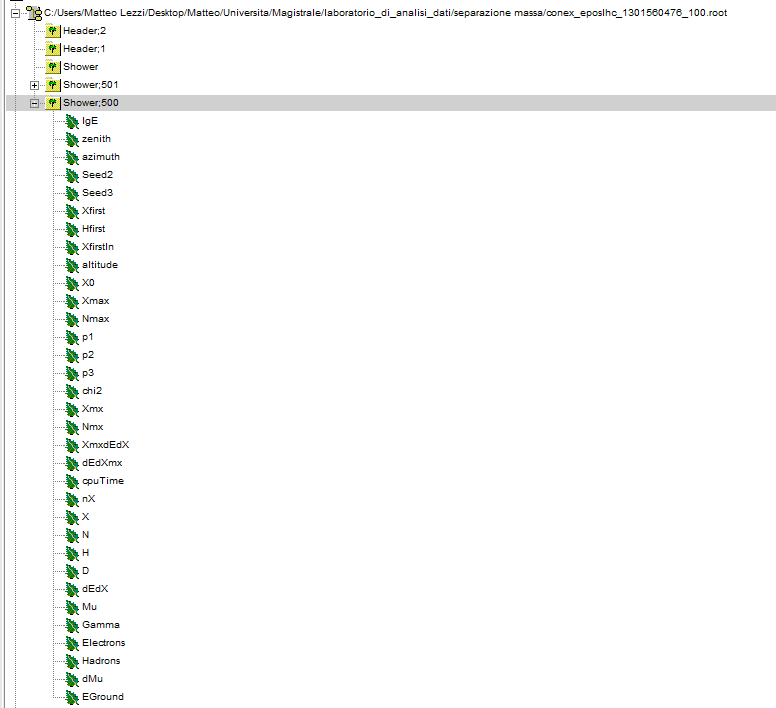 C:/Users/Matteo Lezzi/Desktop/Matteo/Universita/Magistrale/laboratorio_di_analisi_dati/separazione massa/conex_eposlhc_1301560476_100.root
Header;2
Header;1
Shower
Shower;501
Shower;500
lgE
zenith
azimuth
Seed2
Seed3
Xfirst
Hfirst
XfirstIn
altitude
X0
Xmax
Nmax
p1
p2
p3
chi2
Xmx
Nmx
XmxdEdX
dEdXmx
cpuTime
nX
X
N
H
D
dEdX
Mu
Gamma
Electrons
Hadrons
dMu
EGround